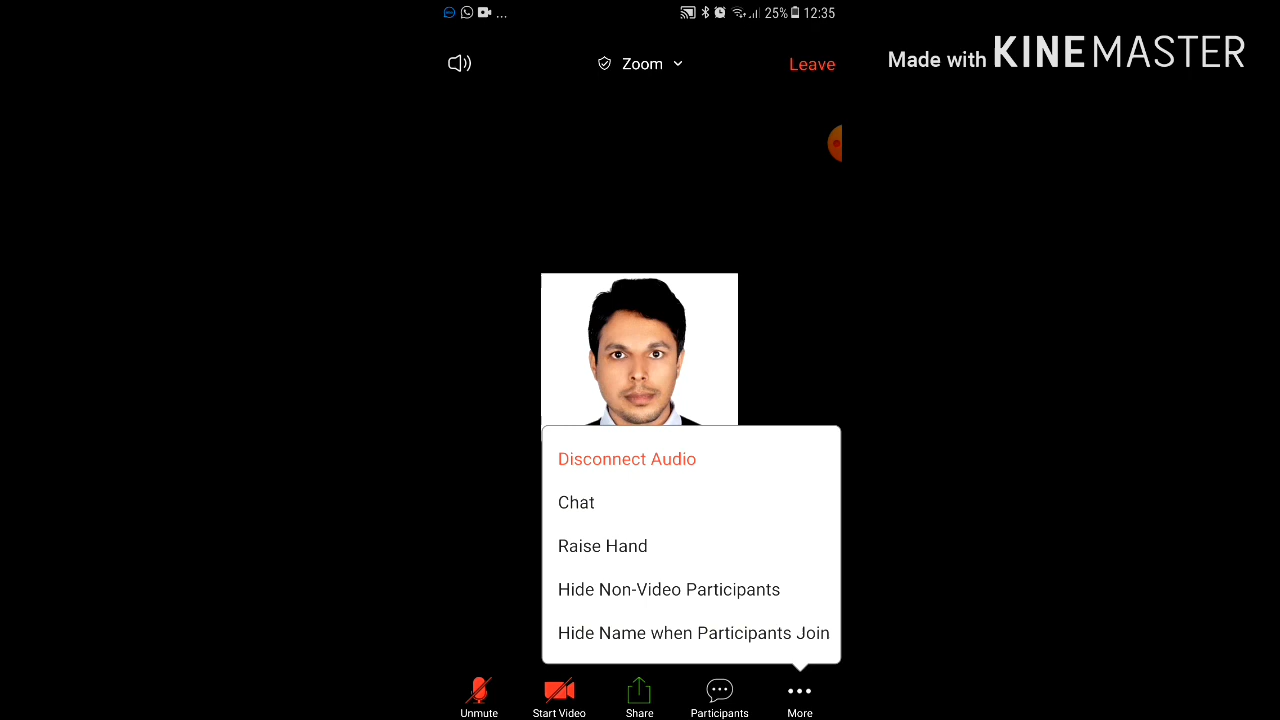 ... 25% 12:35
Zoom
Leave
Made with KINEMASTER
Disconnect Audio
Chat
Raise Hand
Hide Non-Video Participants
Hide Name when Participants Join
Unmute
Start Video
Share
Participants
More